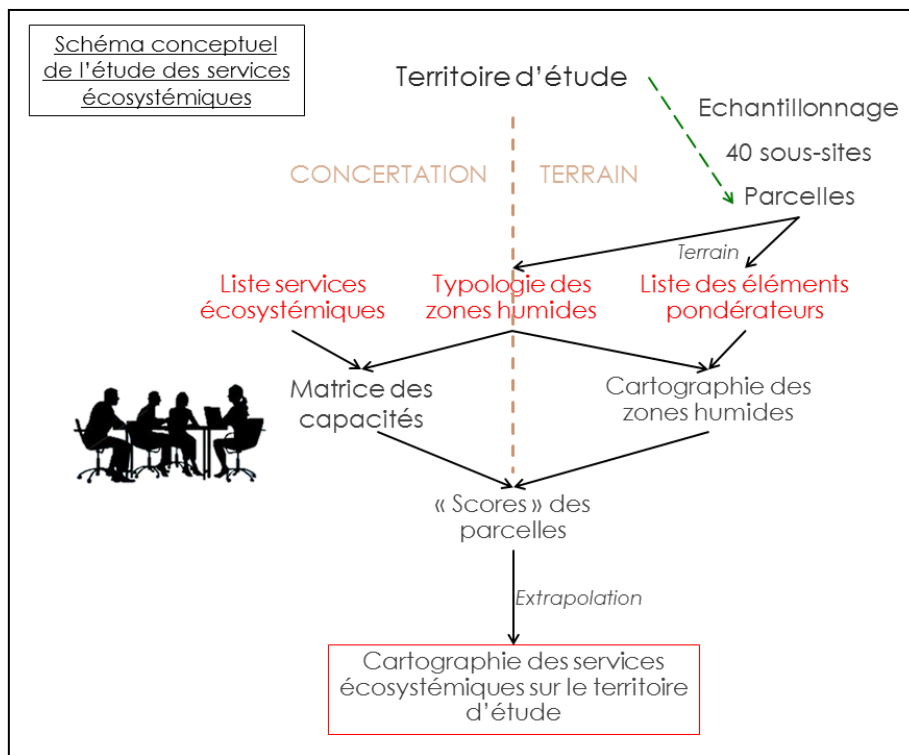 Schéma conceptuel
de l'étude des services
écosystémiques
Territoire d'étude
Echantillonnage
40 sous-sites
Parcelles
CONCERTATION
TERRAIN
Terrain
Liste services
écosystémiques
Typologie des
zones humides
Liste des éléments
pondérateurs
Matrice des
capacités
Cartographie des
zones humides
« Scores » des
parcelles
Extrapolation
Cartographie des services
écosystémiques sur le territoire
d'étude